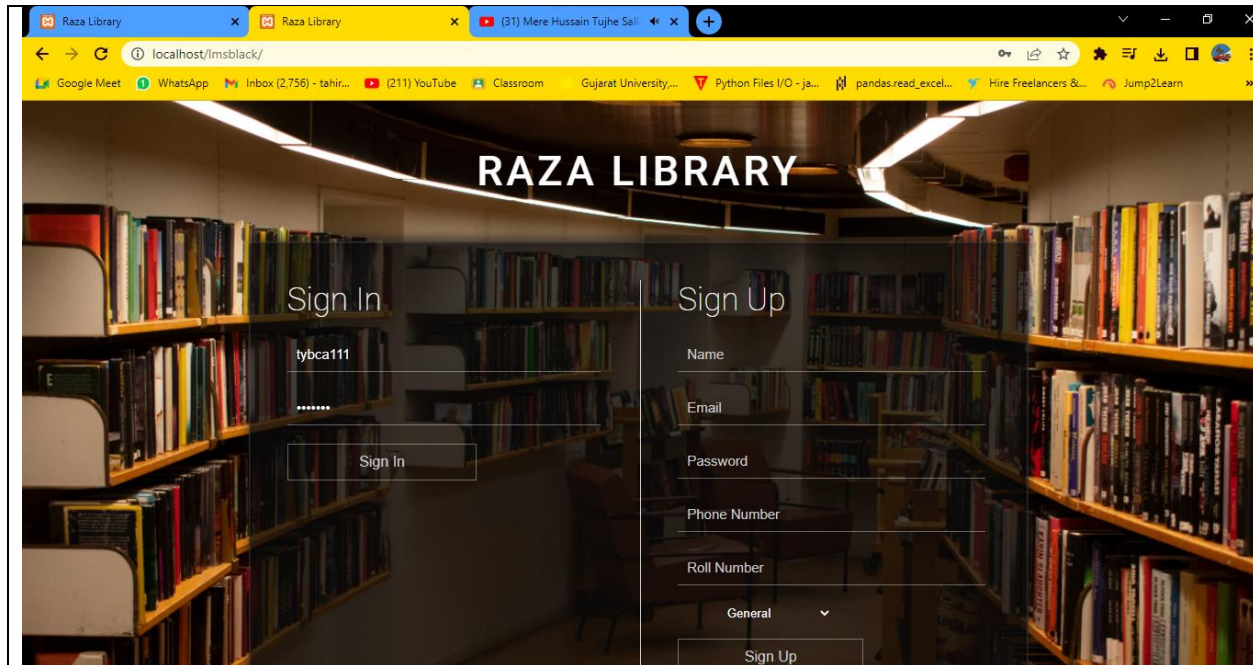 Raza Library
Raza Library
(31) Mere Hussain Tujhe Sal
localhost/lmsblack/
Google Meet
WhatsApp
Inbox (2,756) - tahir...
(211) YouTube
Classroom
Gujarat University,...
Python Files I/O - ja...
pandas.read_excel...
Hire Freelancers &...
Jump2Learn
RAZA LIBRARY
Sign In
tybca111
•••••••
Sign In
Sign Up
Name
Email
Password
Phone Number
Roll Number
General
Sign Up